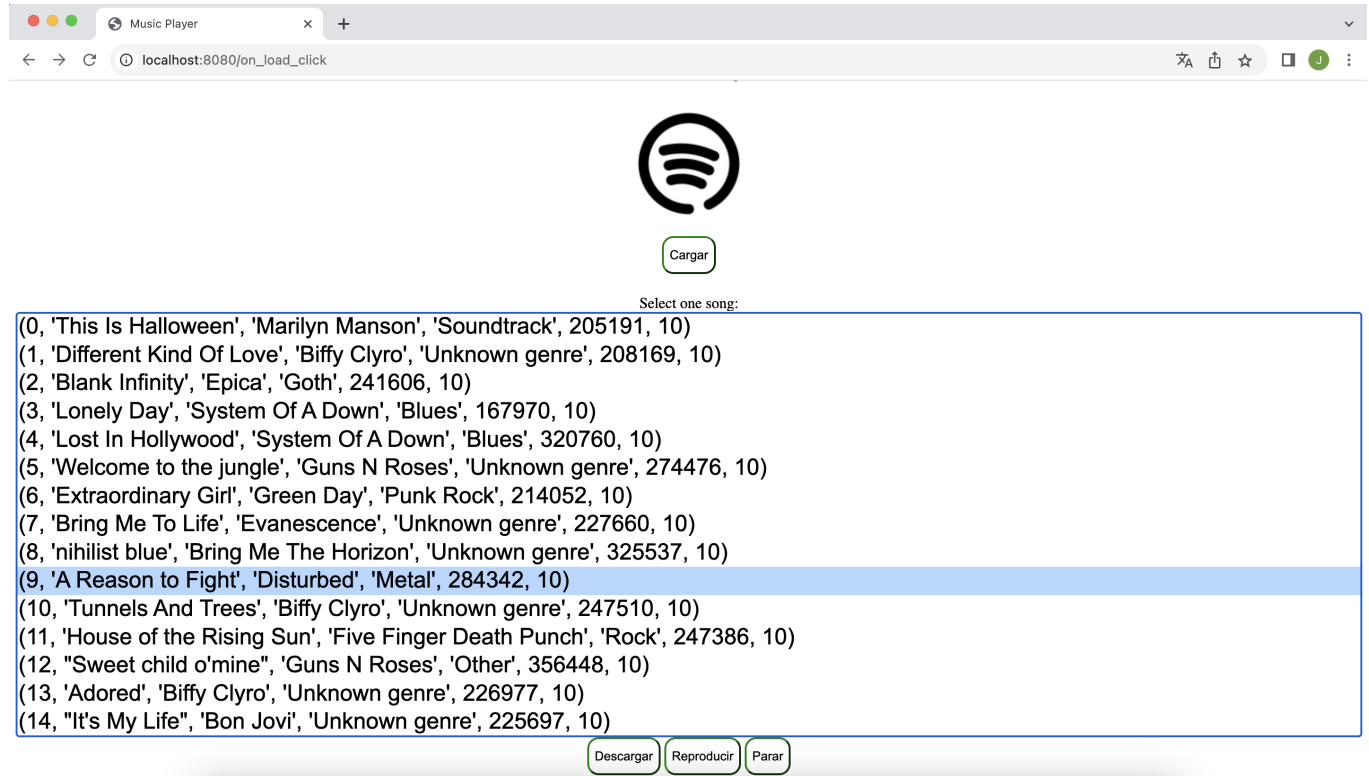 Music Player
localhost:8080/on_load_click
J
Cargar
Select one song:
(0, 'This Is Halloween', 'Marilyn Manson', 'Soundtrack', 205191, 10)
(1, 'Different Kind Of Love', 'Biffy Clyro', 'Unknown genre', 208169, 10)
(2, 'Blank Infinity', 'Epica', 'Goth', 241606, 10)
(3, 'Lonely Day', 'System Of A Down', 'Blues', 167970, 10)
(4, 'Lost In Hollywood', 'System Of A Down', 'Blues', 320760, 10)
(5, 'Welcome to the jungle', 'Guns N Roses', 'Unknown genre', 274476, 10)
(6, 'Extraordinary Girl', 'Green Day', 'Punk Rock', 214052, 10)
(7, 'Bring Me To Life', 'Evanescence', 'Unknown genre', 227660, 10)
(8, 'nihilist blue', 'Bring Me The Horizon', 'Unknown genre', 325537, 10)
(9, 'A Reason to Fight', 'Disturbed', 'Metal', 284342, 10)
(10, 'Tunnels And Trees', 'Biffy Clyro', 'Unknown genre', 247510, 10)
(11, 'House of the Rising Sun', 'Five Finger Death Punch', 'Rock', 247386, 10)
(12, "Sweet child o'mine", 'Guns N Roses', 'Other', 356448, 10)
(13, 'Adored', 'Biffy Clyro', 'Unknown genre', 226977, 10)
(14, "It's My Life", 'Bon Jovi', 'Unknown genre', 225697, 10)
Descargar Reproducir Parar